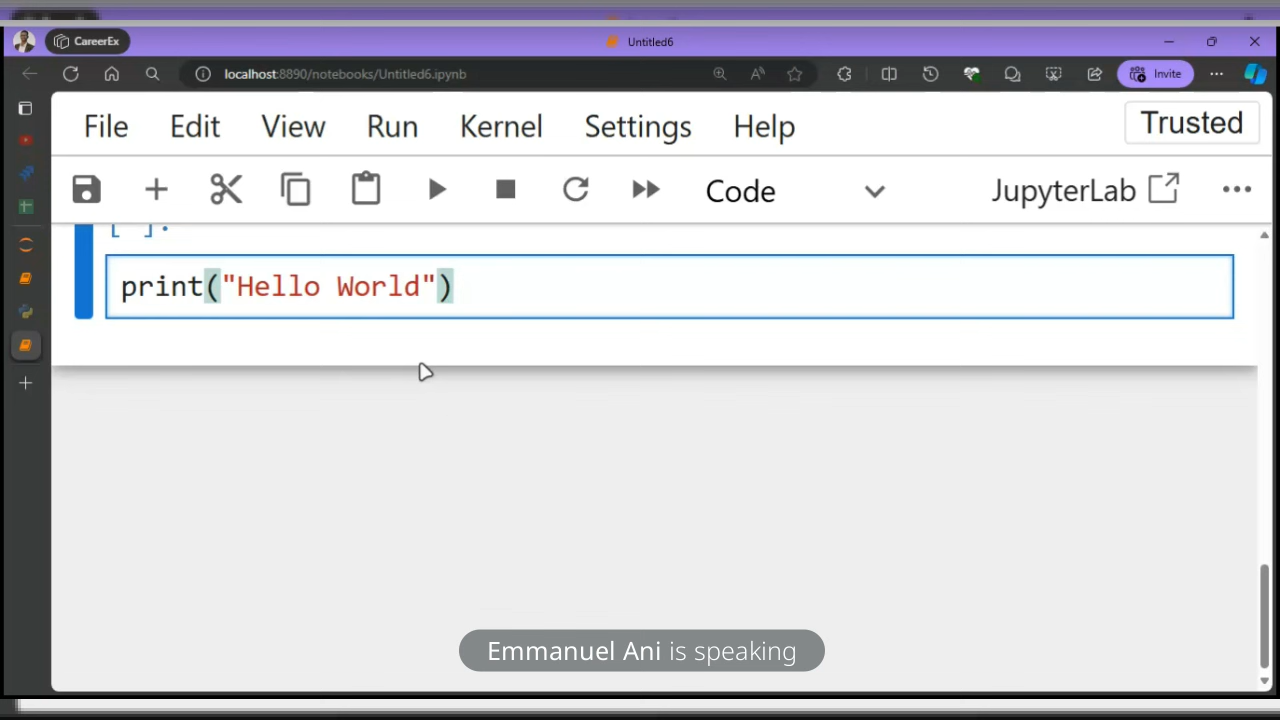 CareerEx
Untitled6
localhost:8890/notebooks/Untitled6.ipynb
Invite
File Edit View Run Kernel Settings Help
Trusted
Code
JupyterLab
[ ]:
print("Hello World")
Emmanuel Ani is speaking